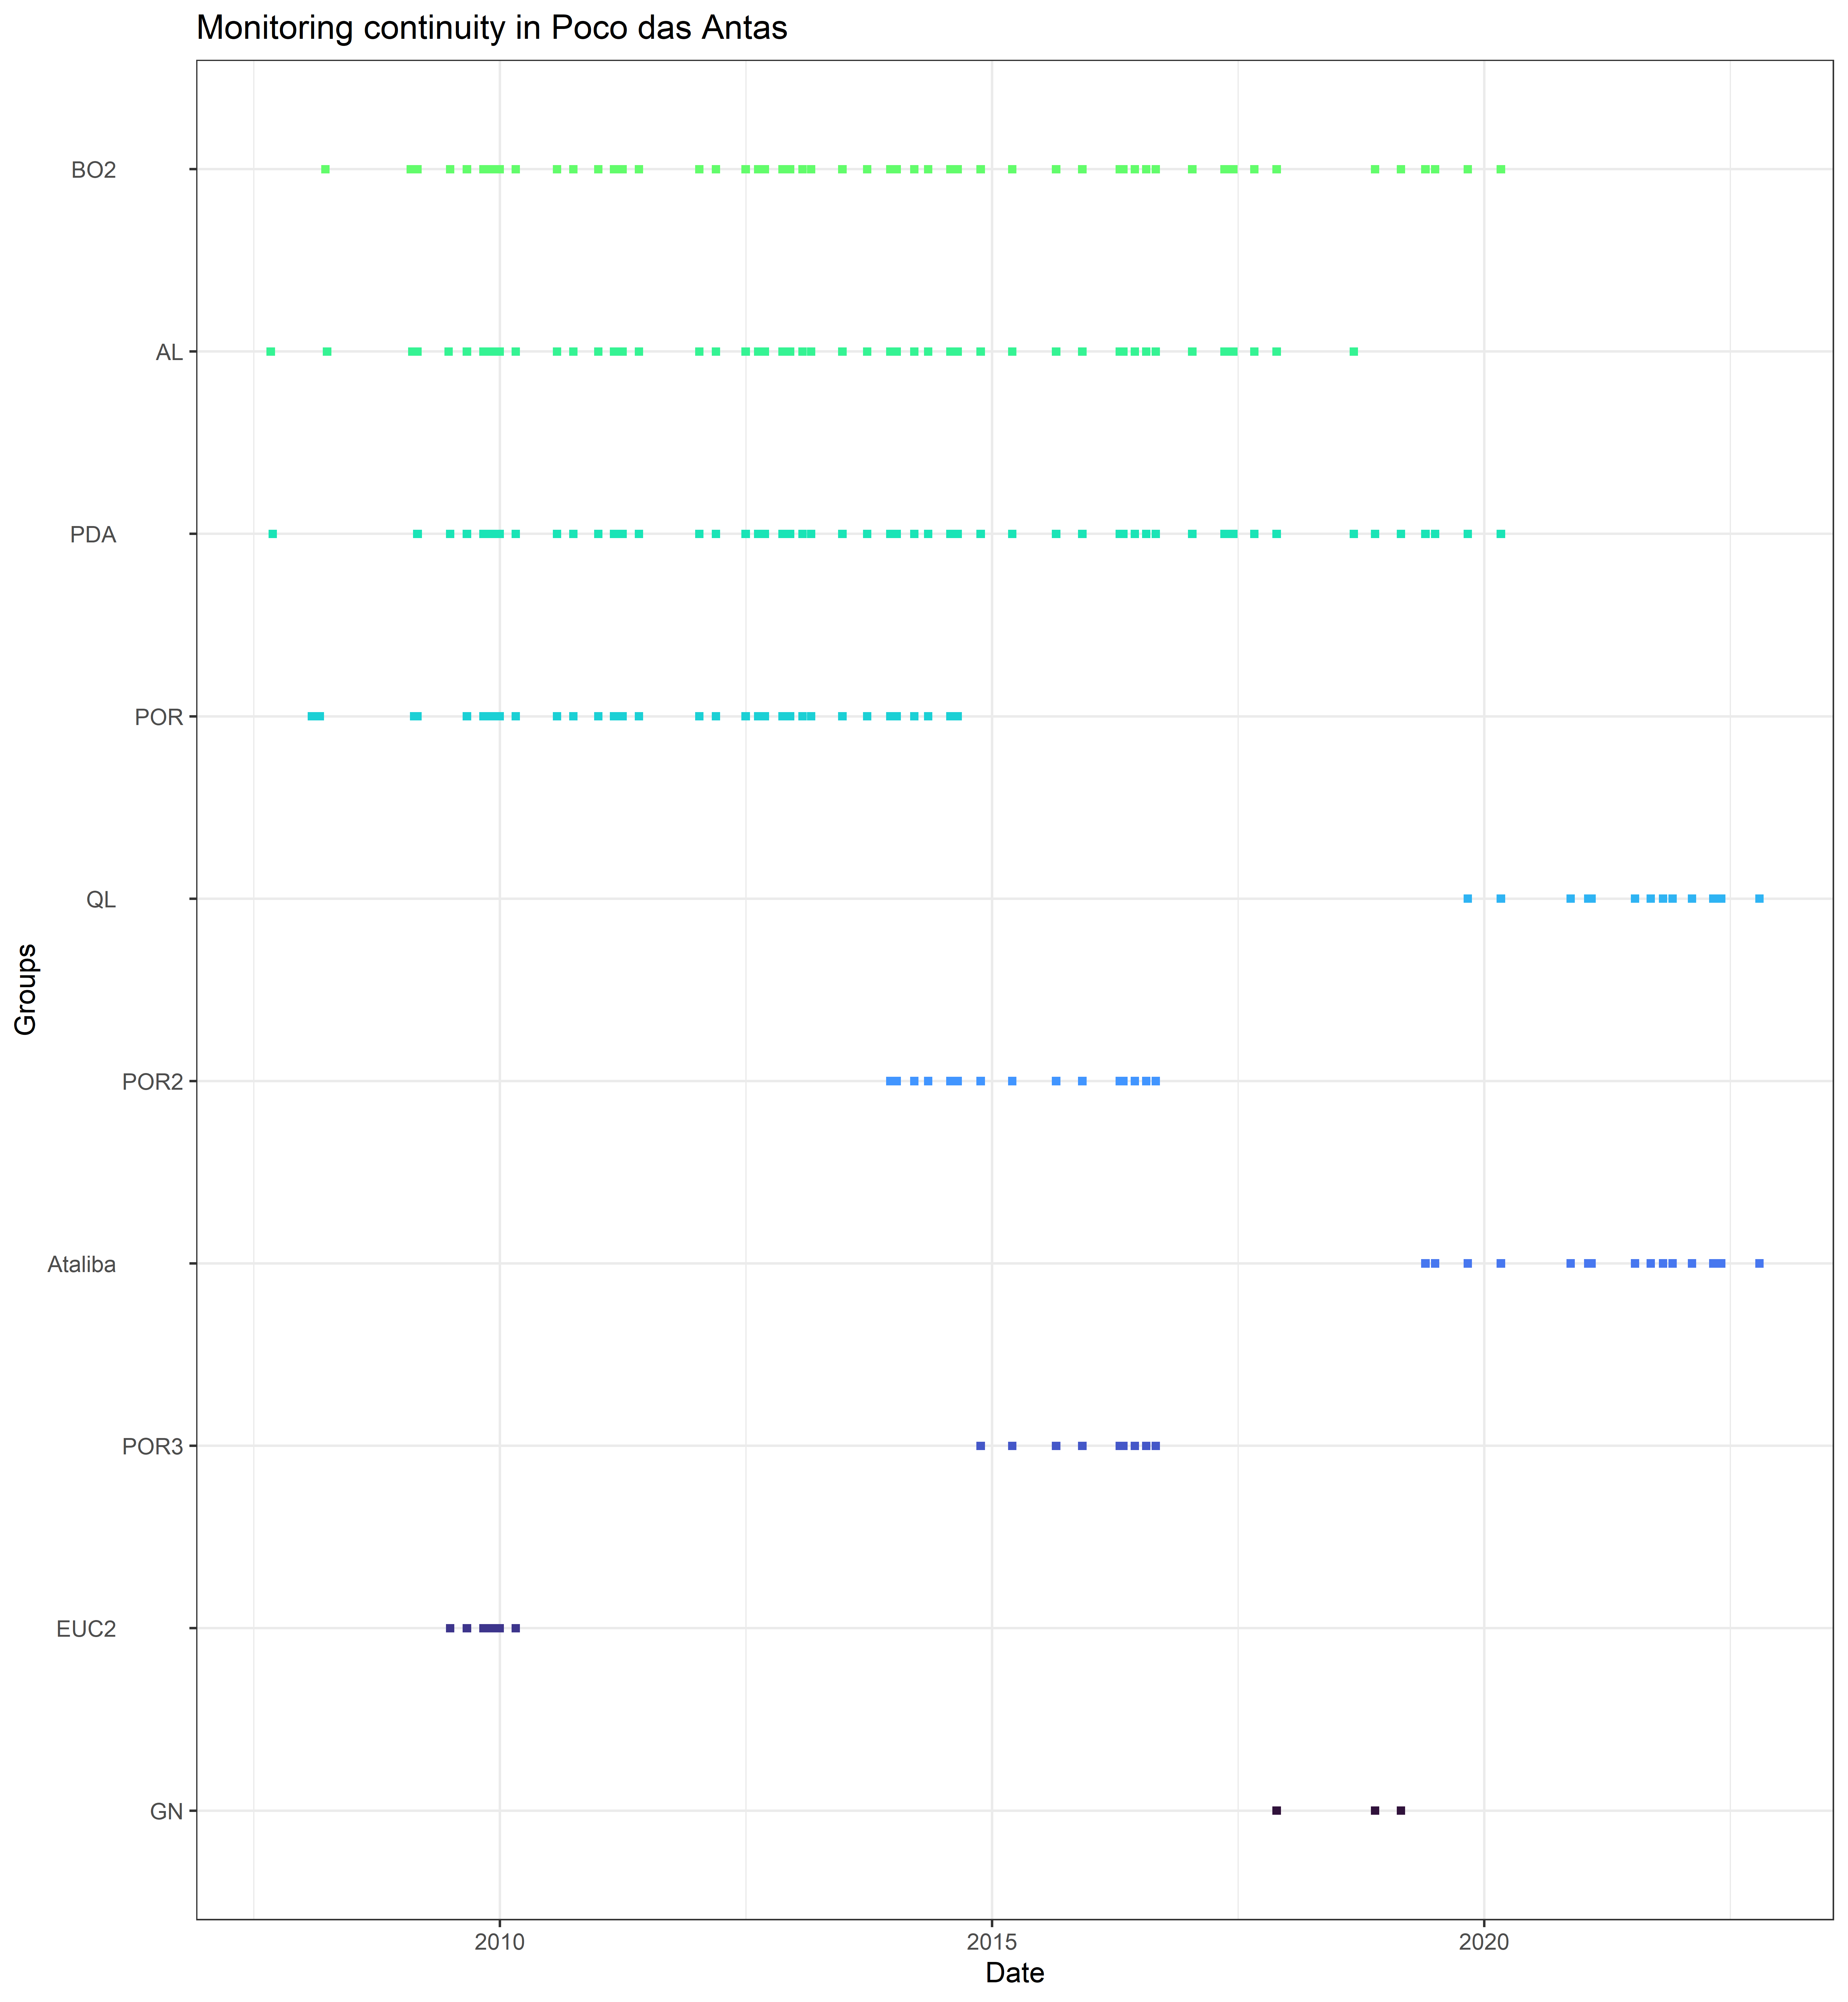 Monitoring continuity in Poco das Antas
BO2
AL
PDA
POR
QL
POR2
Ataliba
POR3
EUC2
GN
Groups
2010
2015
2020
Date